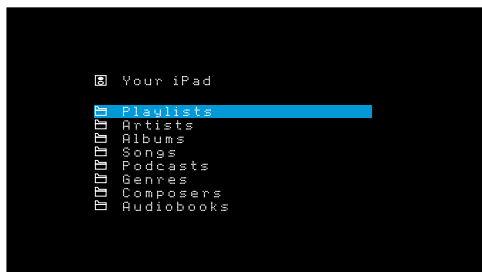 Your iPad
Playlists
Artists
Albums
Songs
Podcasts
Genres
Composers
Audiobooks